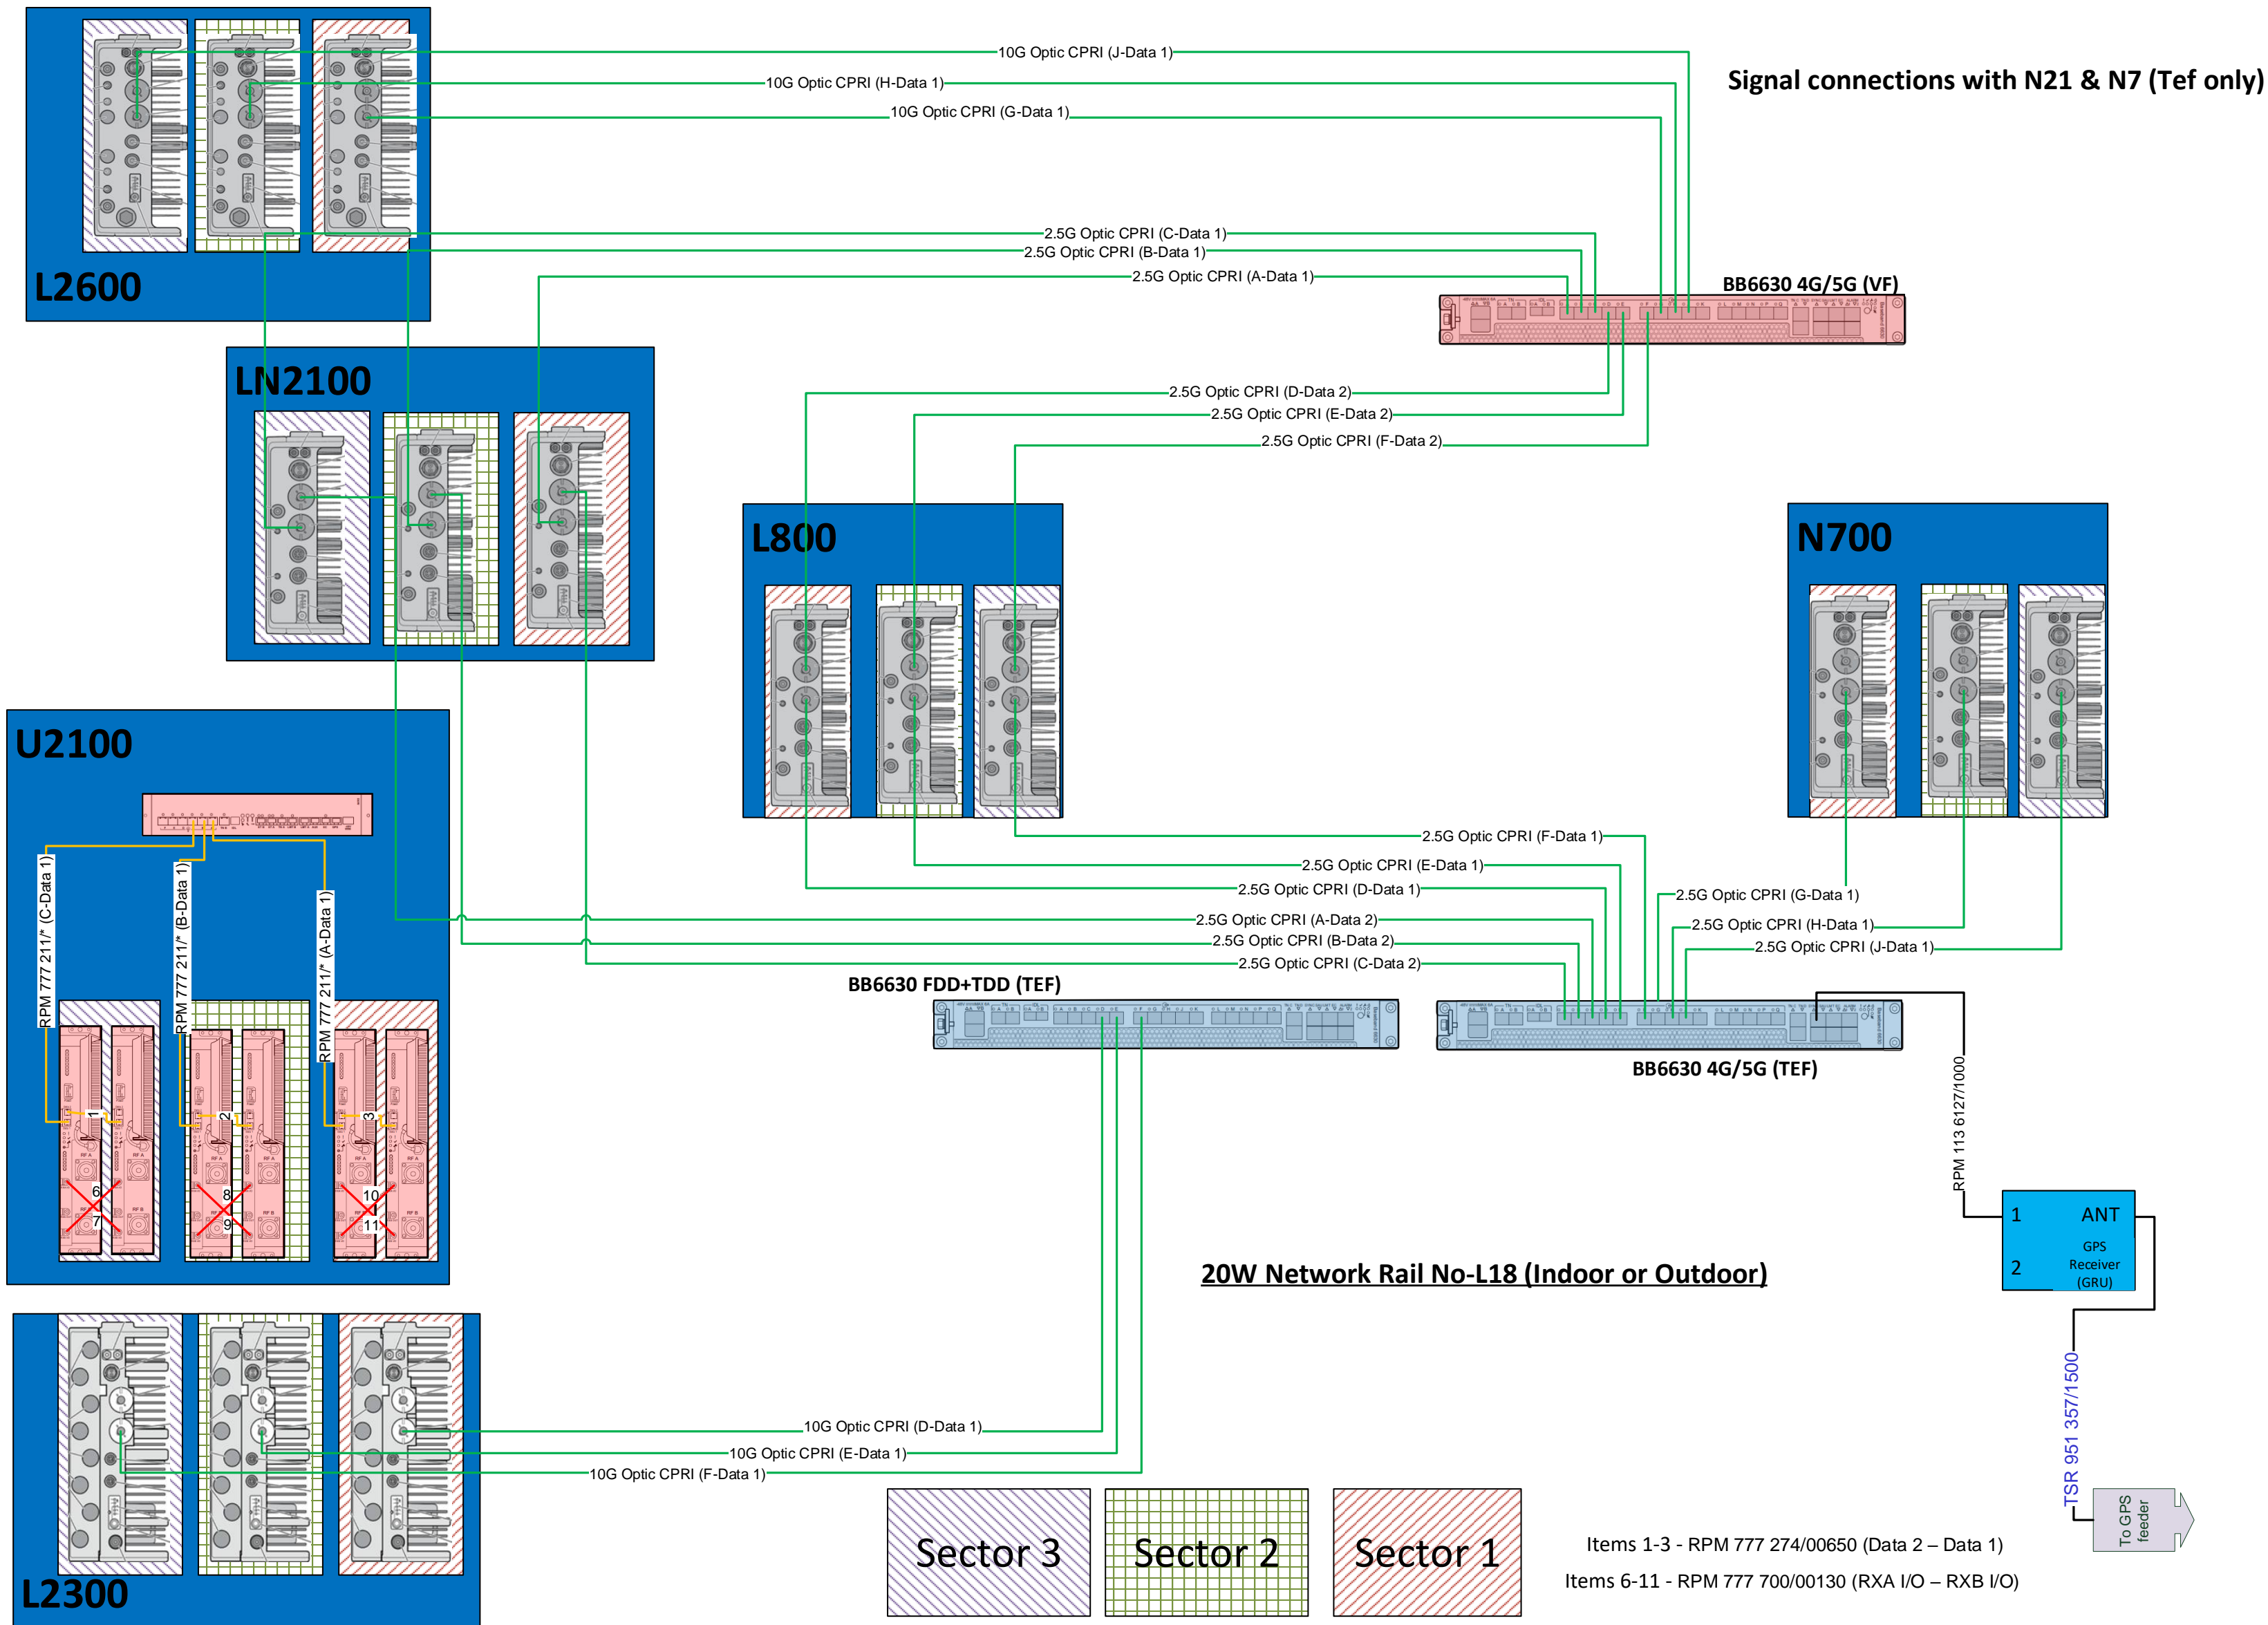 Signal connections with N21 & N7 (Tef only)
10G Optic CPRI (J-Data 1)
10G Optic CPRI (H-Data 1)
10G Optic CPRI (G-Data 1)
L2600
2.5G Optic CPRI (C-Data 1)
2.5G Optic CPRI (B-Data 1)
2.5G Optic CPRI (A-Data 1)
BB6630 4G/5G (VF)
LN2100
2.5G Optic CPRI (D-Data 2)
2.5G Optic CPRI (E-Data 2)
2.5G Optic CPRI (F-Data 2)
L800
N700
U2100
RPM 777 211/* (C-Data 1)
RPM 777 211/* (B-Data 1)
RPM 777 211/* (A-Data 1)
2.5G Optic CPRI (F-Data 1)
2.5G Optic CPRI (E-Data 1)
2.5G Optic CPRI (D-Data 1)
2.5G Optic CPRI (A-Data 2)
2.5G Optic CPRI (B-Data 2)
2.5G Optic CPRI (C-Data 2)
2.5G Optic CPRI (G-Data 1)
2.5G Optic CPRI (H-Data 1)
2.5G Optic CPRI (J-Data 1)
BB6630 FDD+TDD (TEF)
BB6630 4G/5G (TEF)
1
2
3
RF A
RF A
RF A
RF A
RF A
RF A
6
7
8
9
10
11
RF B
RF B
RF B
RPM 113 6127/1000
1 ANT
2
GPS
Receiver
(GRU)
20W Network Rail No-L18 (Indoor or Outdoor)
TSR 951 357/1500
To GPS
feeder
10G Optic CPRI (D-Data 1)
10G Optic CPRI (E-Data 1)
10G Optic CPRI (F-Data 1)
L2300
Sector 3
Sector 2
Sector 1
Items 1-3 - RPM 777 274/00650 (Data 2 – Data 1)
Items 6-11 - RPM 777 700/00130 (RXA I/O – RXB I/O)